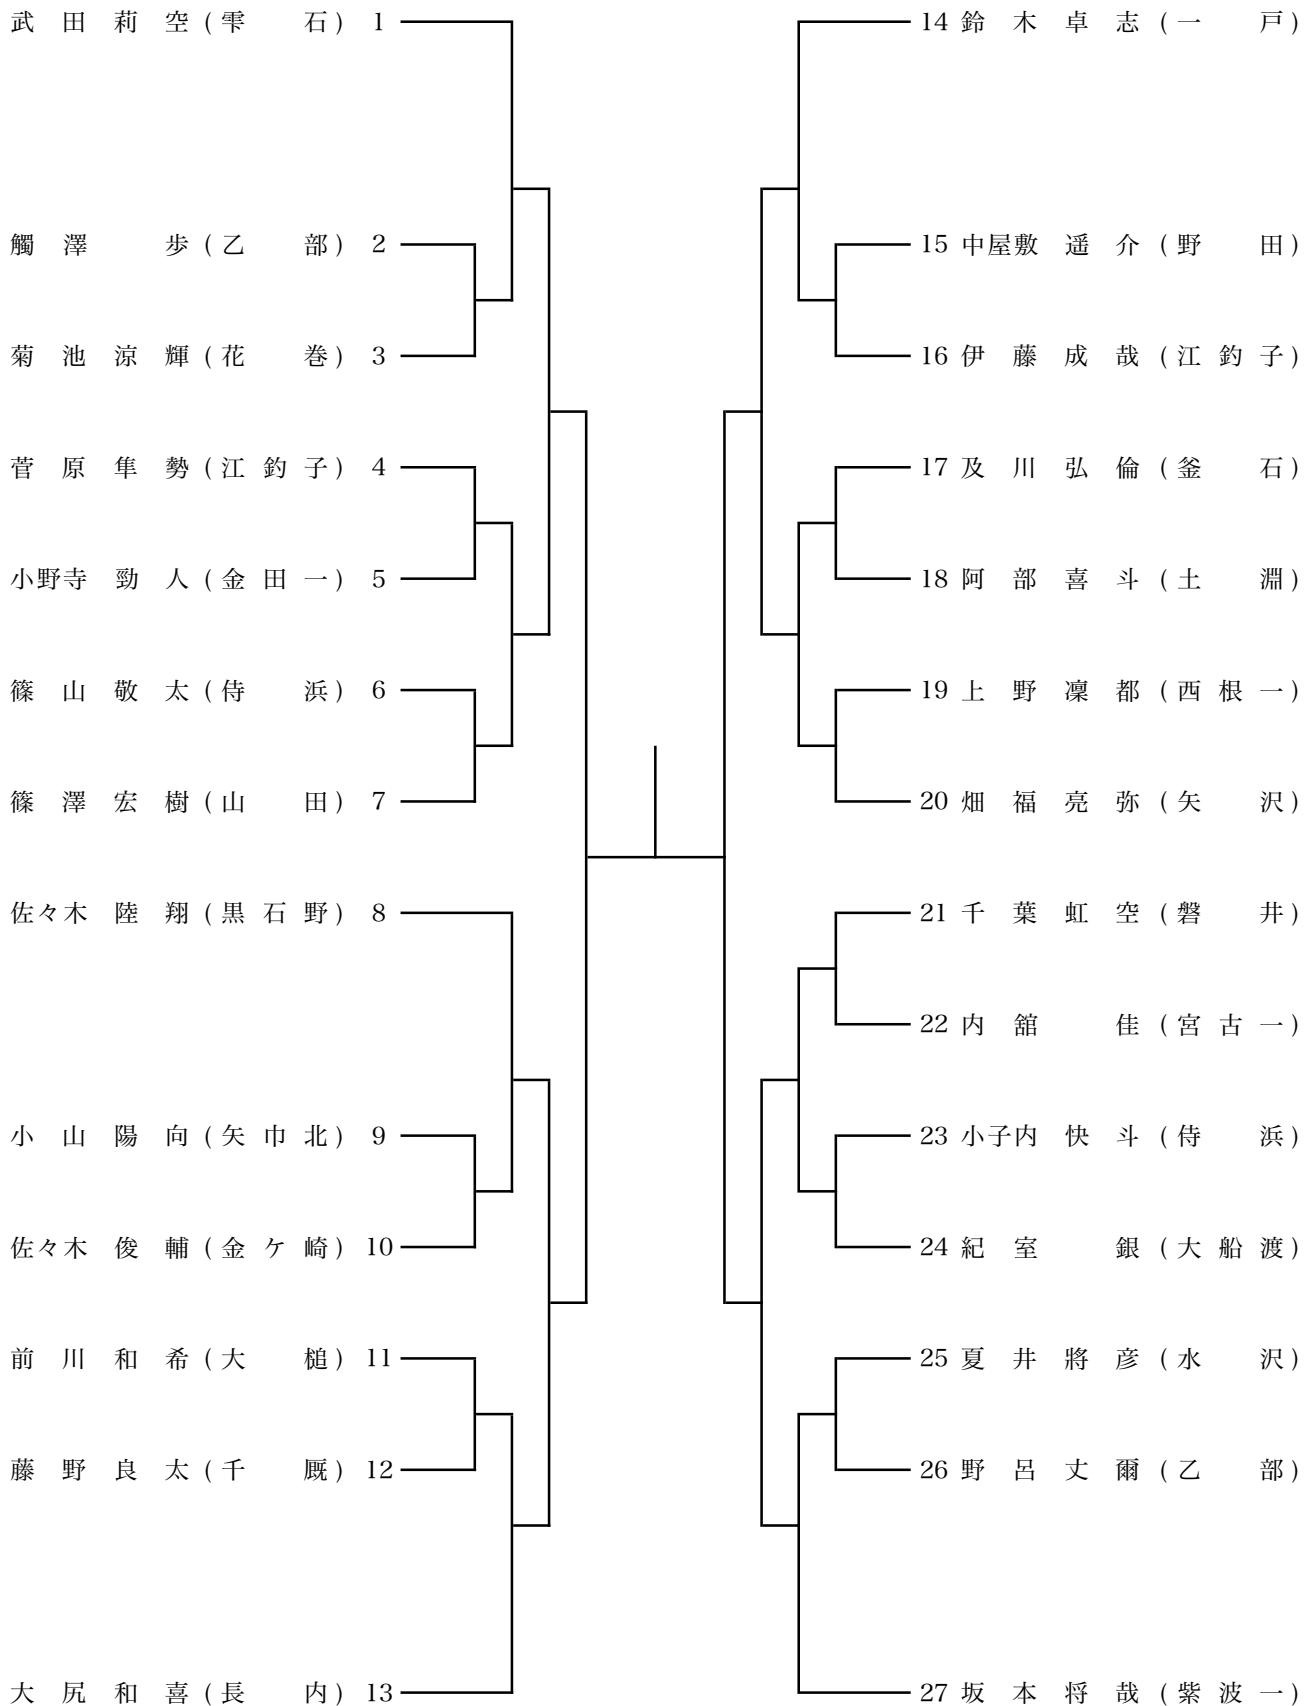 武田莉空(雫石) 1
觸澤歩(乙部) 2
菊池涼輝(花巻) 3
菅原隼勢(江釣子) 4
小野寺勁人(金田一) 5
篠山敬太(侍浜) 6
篠澤宏樹(山田) 7
佐々木陸翔(黒石野) 8
小山陽向(矢巾北) 9
佐々木俊輔(金ケ崎) 10
前川和希(大槌) 11
藤野良太(千厩) 12
大尻和喜(長内) 13
14 鈴木卓志(一戸)
15 中屋敷遥介(野田)
16 伊藤成哉(江釣子)
17 及川弘倫(釜石)
18 阿部喜斗(土淵)
19 上野凜都(西根一)
20 畑福亮弥(矢沢)
21 千葉虹空(磐井)
22 内舘佳(宮古一)
23 小子内快斗(侍浜)
24 紀室銀(大船渡)
25 夏井將彦(水沢)
26 野呂丈爾(乙部)
27 坂本将哉(紫波一)